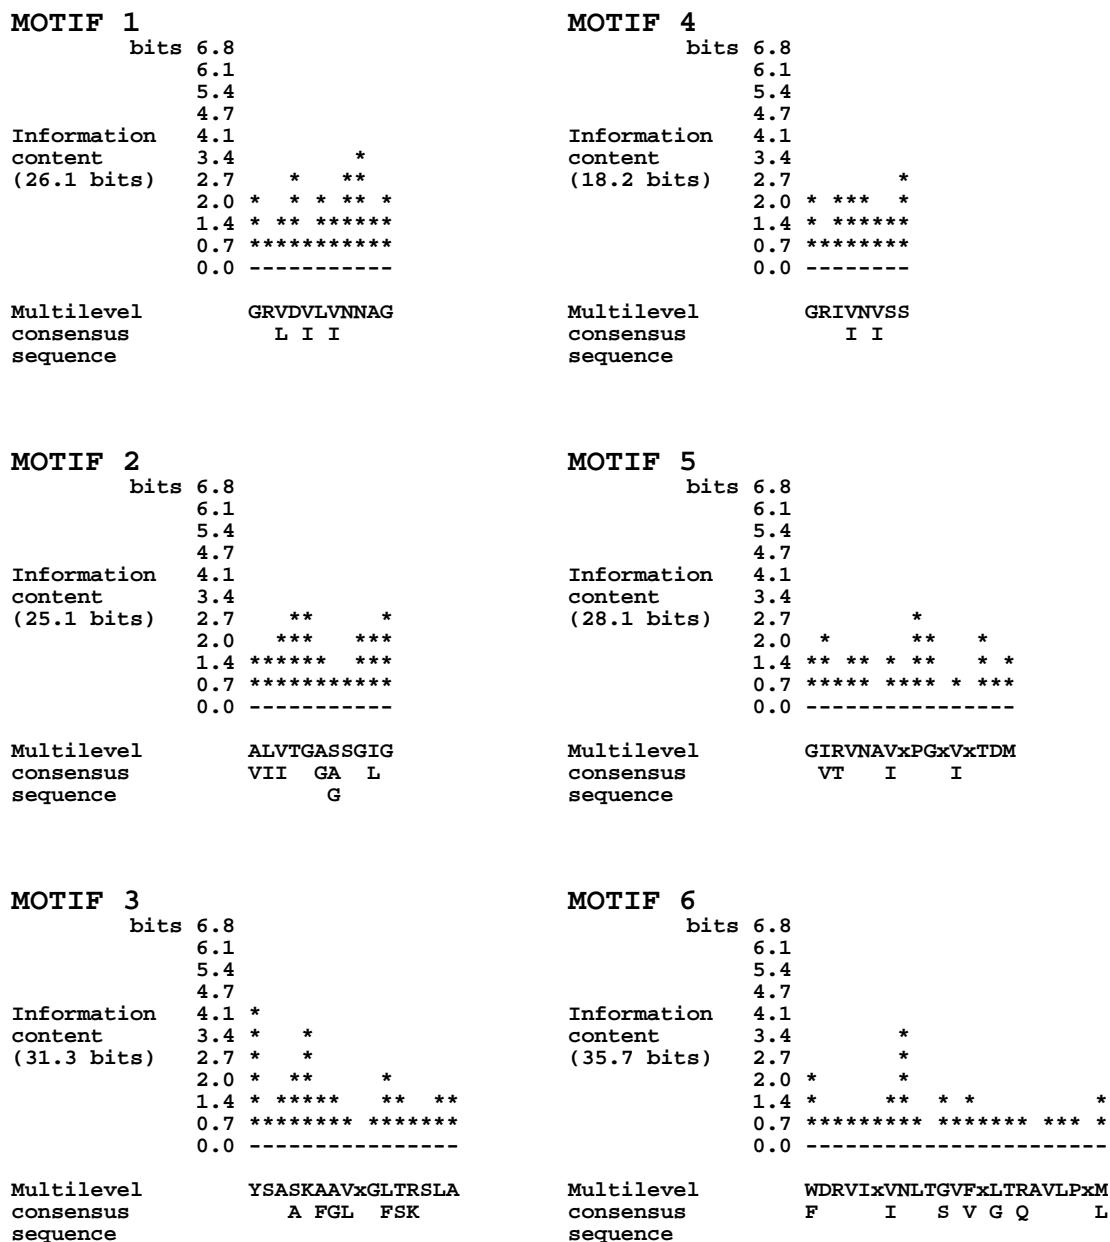 MOTIF 1
bits 6.8
6.1
5.4
4.7
Information 4.1
content 3.4         *
(26.1 bits) 2.7    *   **
2.0 *  * * ** *
1.4 * ** ******
0.7 ***********
0.0 -----------
Multilevel GRVDVLVNNAG
consensus   L I I
sequence
MOTIF 2
bits 6.8
6.1
5.4
4.7
Information 4.1
content 3.4
(25.1 bits) 2.7    **     *
2.0   ***   ***
1.4 ******  ***
0.7 ***********
0.0 -----------
Multilevel ALVTGASSGIG
consensus VII  GA  L
sequence       G
MOTIF 3
bits 6.8
6.1
5.4
4.7
Information 4.1 *
content 3.4 *   *
(31.3 bits) 2.7 *   *
2.0 *  **     *
1.4 * *****   **  **
0.7 ******** *******
0.0 ----------------
Multilevel YSASKAAVxGLTRSLA
consensus    A FGL  FSK
sequence
MOTIF 4
bits 6.8
6.1
5.4
4.7
Information 4.1
content 3.4
(18.2 bits) 2.7        *
2.0 * ***  *
1.4 * ******
0.7 ********
0.0 --------
Multilevel GRIVNVSS
consensus    I I
sequence
MOTIF 5
bits 6.8
6.1
5.4
4.7
Information 4.1
content 3.4
(28.1 bits) 2.7         *
2.0  *      **   *
1.4 ** ** * **   * *
0.7 ***** **** * ***
0.0 ----------------
Multilevel GIRVNAVxPGxVxTDM
consensus  VT   I    I
sequence
MOTIF 6
bits 6.8
6.1
5.4
4.7
Information 4.1
content 3.4        *
(35.7 bits) 2.7        *
2.0 *      *
1.4 *     **  * *         *
0.7 ********* ******* *** *
0.0 -----------------------
Multilevel WDRVIxVNLTGVFxLTRAVLPxM
consensus F     I   S V G Q     L
sequence